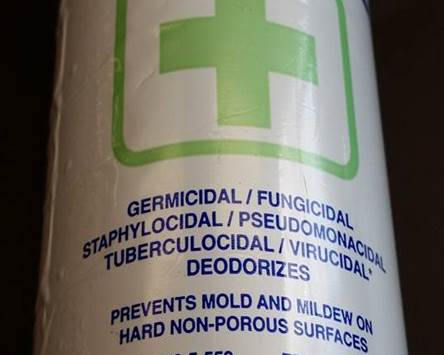 GERMICIDAL / FUNGICIDAL
STAPHYLOCIDAL / PSEUDOMONACIDAL
TUBERCULOCIDAL / VIRUCIDAL*
DEODORIZES
PREVENTS MOLD AND MILDEW ON
HARD NON-POROUS SURFACES